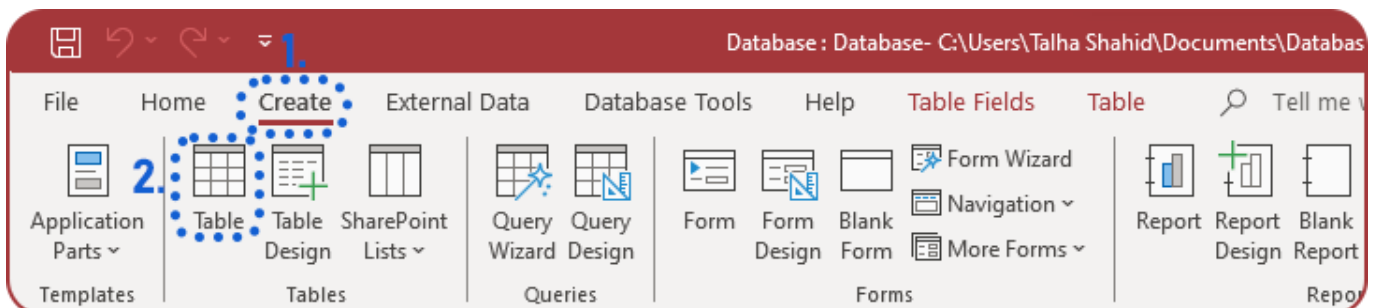 1.
Database : Database- C:\Users\Talha Shahid\Documents\Databas
File Home Create External Data Database Tools Help Table Fields Table Tell me
2.
Application Parts
Table
Table Design
SharePoint Lists
Query Wizard
Query Design
Form
Form Design
Blank Form
Form Wizard
Navigation
More Forms
Report
Report Design
Blank Report
Templates Tables Queries Forms Repo